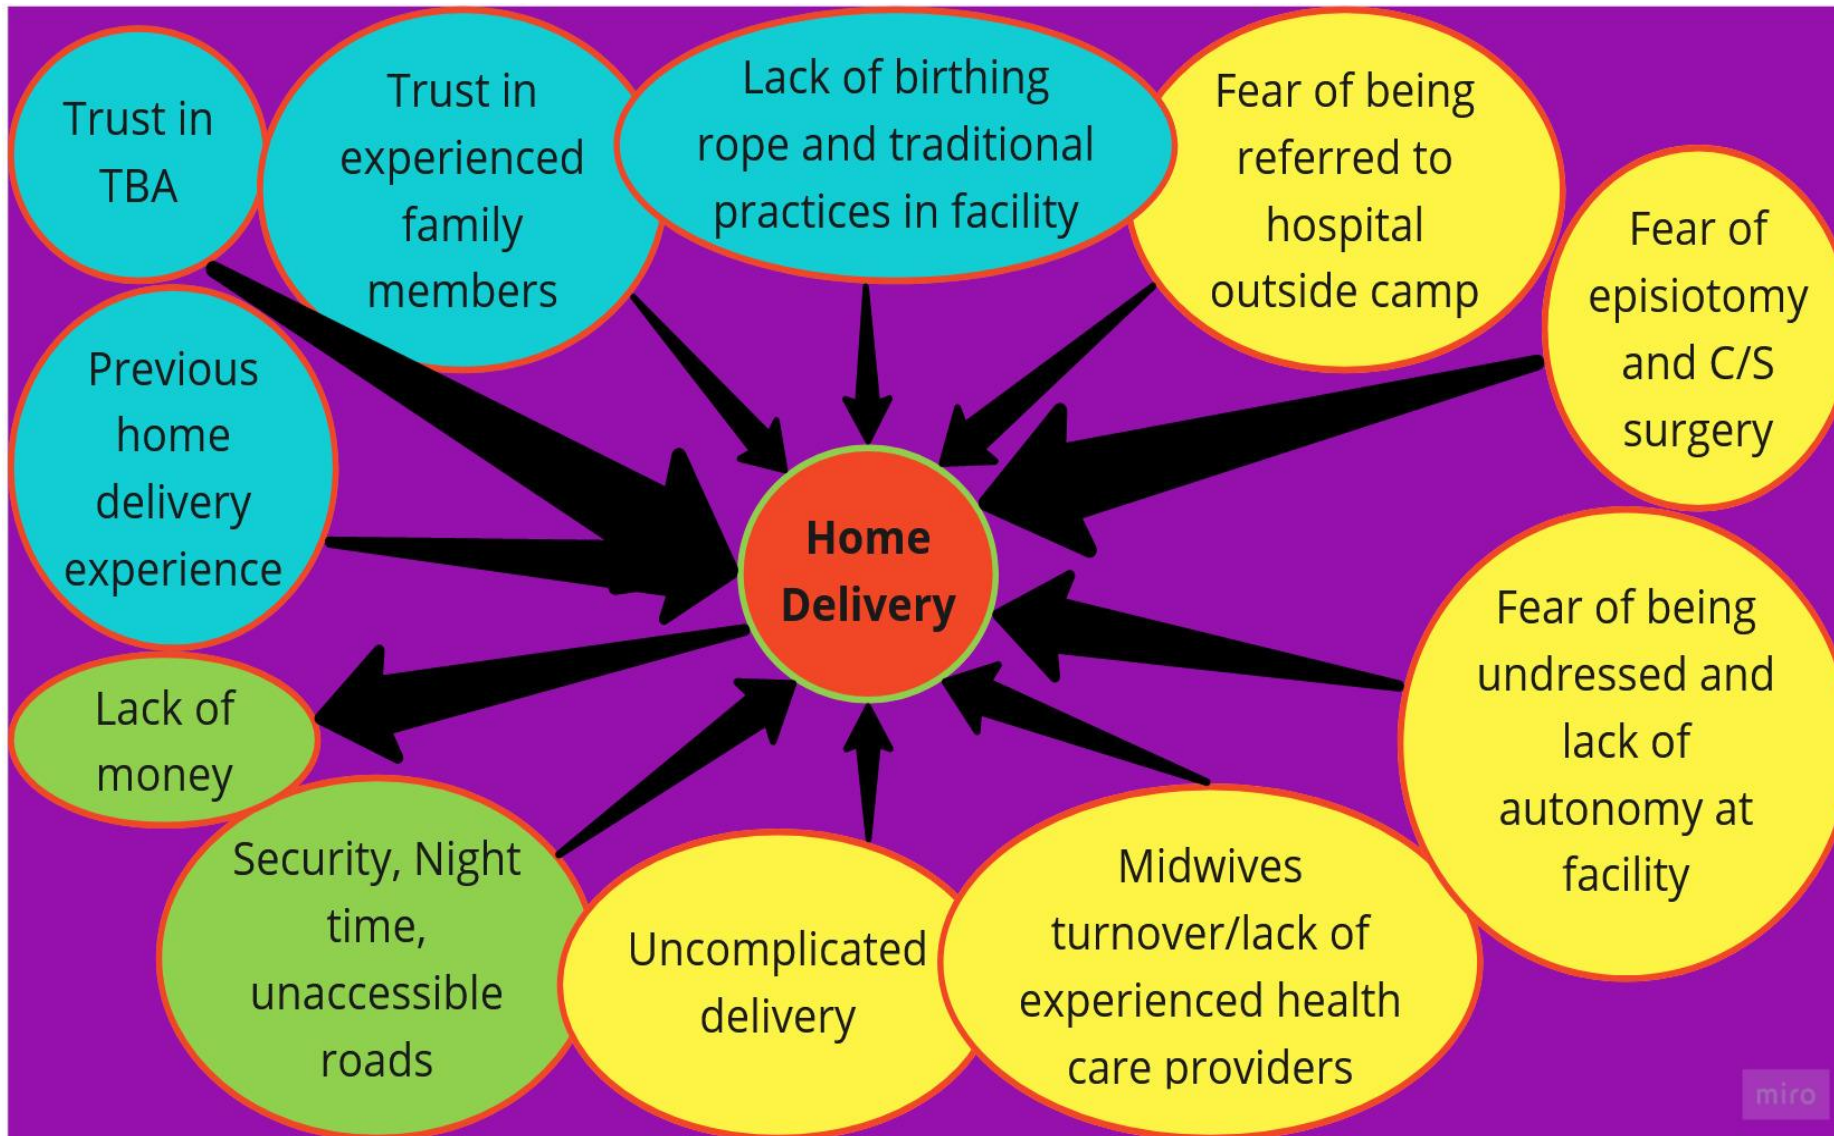 Trust in
TBA
Trust in
experienced
family
members
Lack of birthing
rope and traditional
practices in facility
Fear of being
referred to
hospital
outside camp
Fear of
episiotomy
and C/S
surgery
Previous
home
delivery
experience
Home
Delivery
Fear of being
undressed and
lack of
autonomy at
facility
Lack of
money
Security, Night
time,
unaccessible
roads
Uncomplicated
delivery
Midwives
turnover/lack of
experienced health
care providers
miro